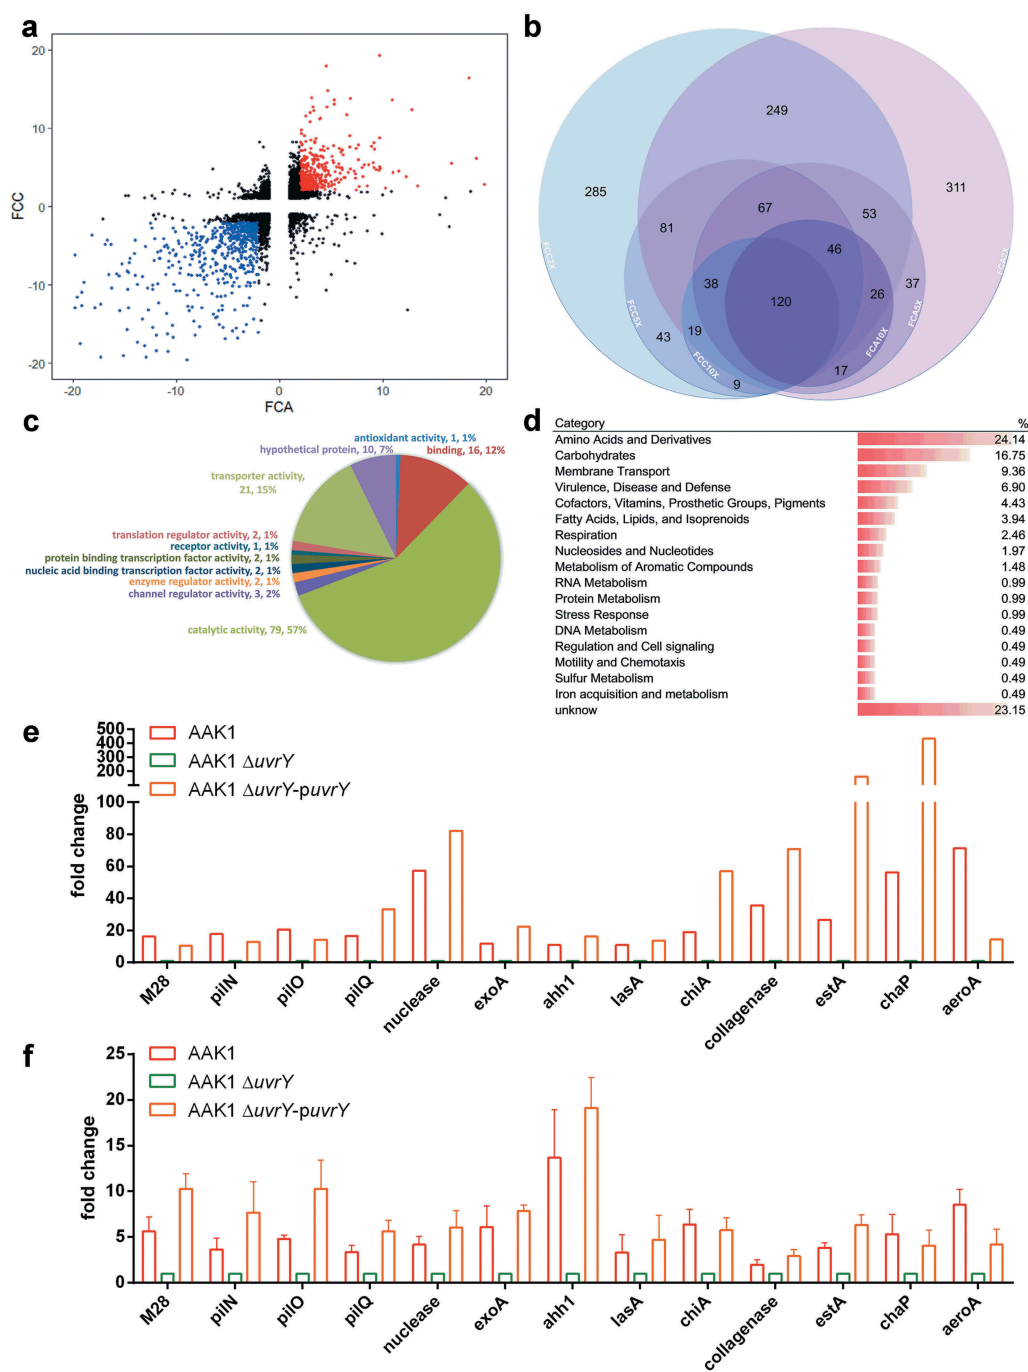 a
20
10
0
-10
-20
FCC
-20
-10
0
10
20
FCA
b
249
285
311
67
53
81
46
38
37
26
120
43
19
17
9
FCC2X
FCC5X
FCC10X
FCA10X
FCA5X
FCA2X
c
antioxidant activity, 1, 1%
hypothetical protein, 10, 7%
binding, 16, 12%
transporter activity,
21, 15%
translation regulator activity, 2, 1%
receptor activity, 1, 1%
protein binding transcription factor activity, 2, 1%
nucleic acid binding transcription factor activity, 2, 1%
enzyme regulator activity, 2, 1%
channel regulator activity, 3, 2%
catalytic activity, 79, 57%
d
Category %
Amino Acids and Derivatives 24.14
Carbohydrates 16.75
Membrane Transport 9.36
Virulence, Disease and Defense 6.90
Cofactors, Vitamins, Prosthetic Groups, Pigments 4.43
Fatty Acids, Lipids, and Isoprenoids 3.94
Respiration 2.46
Nucleosides and Nucleotides 1.97
Metabolism of Aromatic Compounds 1.48
RNA Metabolism 0.99
Protein Metabolism 0.99
Stress Response 0.99
DNA Metabolism 0.49
Regulation and Cell signaling 0.49
Motility and Chemotaxis 0.49
Sulfur Metabolism 0.49
Iron acquisition and metabolism 0.49
unknow 23.15
e
AAK1
AAK1 ΔuvrY
AAK1 ΔuvrY-puvrY
500
400
300
200
100
80
60
40
20
0
fold change
M28
pilN
pilO
pilQ
nuclease
exoA
ahh1
lasA
chiA
collagenase
estA
chaP
aeroA
f
AAK1
AAK1 ΔuvrY
AAK1 ΔuvrY-puvrY
25
20
15
10
5
0
fold change
M28
pilN
pilO
pilQ
nuclease
exoA
ahh1
lasA
chiA
collagenase
estA
chaP
aeroA